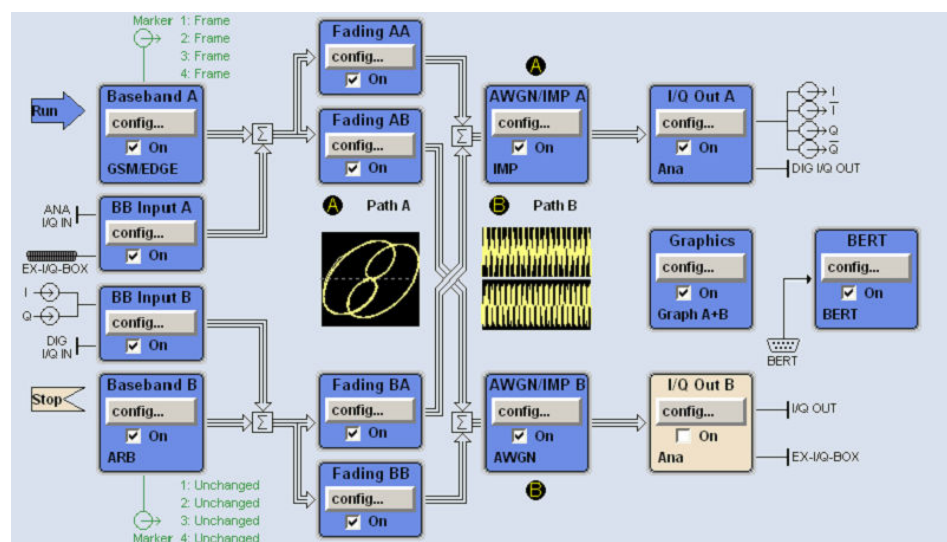 Marker 1: Frame
2: Frame
3: Frame
4: Frame
Run
Baseband A
config...
On
GSM/EDGE
Fading AA
config...
On
Fading AB
config...
On
A
AWGN/IMP A
config...
On
IMP
I/Q Out A
config...
On
Ana
I
I
Q
Q
DIG I/Q OUT
ANA
I/Q IN
BB Input A
config...
On
EX-I/Q-BOX
A Path A
B Path B
Graphics
config...
On
Graph A+B
BERT
config...
On
BERT
BERT
I
Q
DIG
I/Q IN
BB Input B
config...
On
Stop
Baseband B
config...
On
ARB
Fading BA
config...
On
Fading BB
config...
On
AWGN/IMP B
config...
On
AWGN
B
I/Q Out B
config...
On
Ana
I/Q OUT
EX-I/Q-BOX
Σ
Σ
Σ
Σ
1: Unchanged
2: Unchanged
3: Unchanged
Marker 4: Unchanged